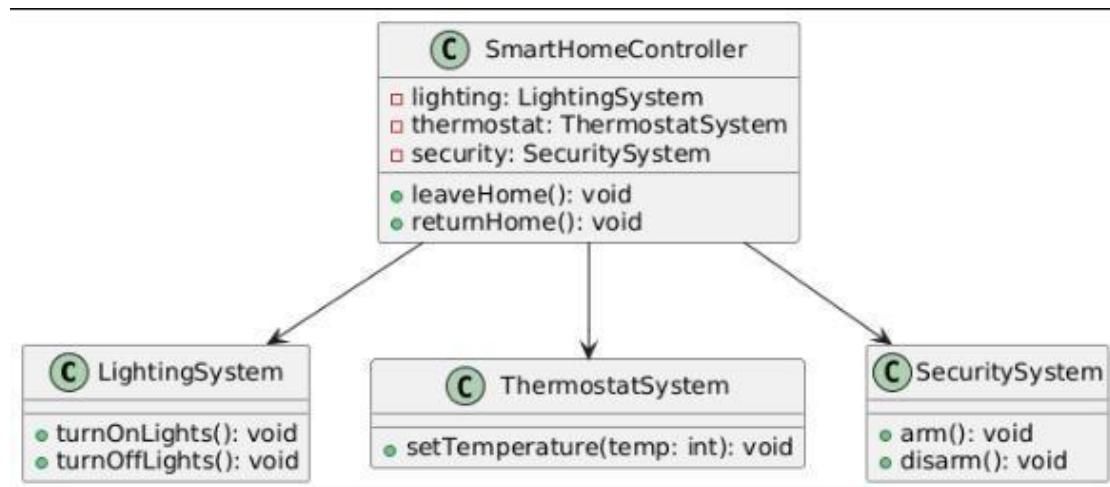 C SmartHomeController
lighting: LightingSystem
thermostat: ThermostatSystem
security: SecuritySystem
leaveHome(): void
returnHome(): void
C LightingSystem
turnOnLights(): void
turnOffLights(): void
C ThermostatSystem
setTemperature(temp: int): void
C SecuritySystem
arm(): void
disarm(): void